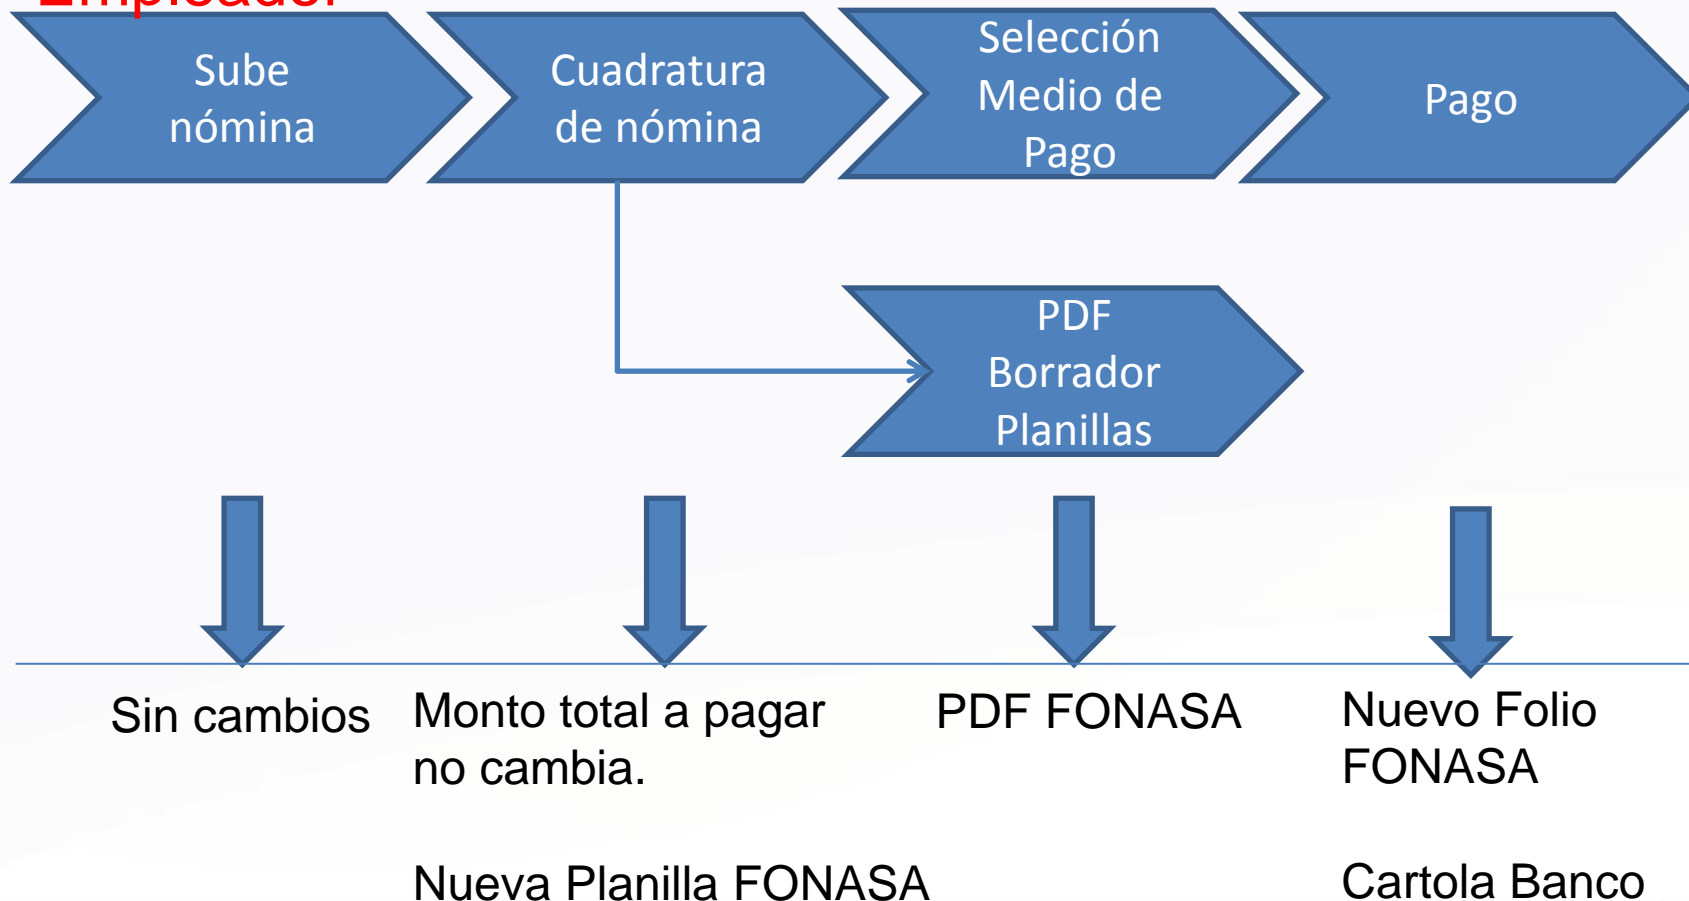 Empleador
Sube
nómina
Cuadratura
de nómina
Selección
Medio de
Pago
Pago
PDF
Borrador
Planillas
Sin cambios
Monto total a pagar
no cambia.
Nueva Planilla FONASA
PDF FONASA
Nuevo Folio
FONASA
Cartola Banco